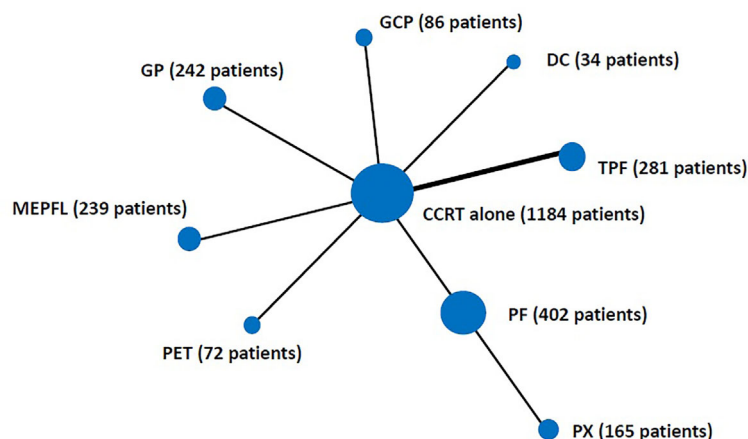 GCP (86 patients)
DC (34 patients)
GP (242 patients)
TPF (281 patients)
MEPFL (239 patients)
CCRT alone (1184 patients)
PF (402 patients)
PET (72 patients)
PX (165 patients)